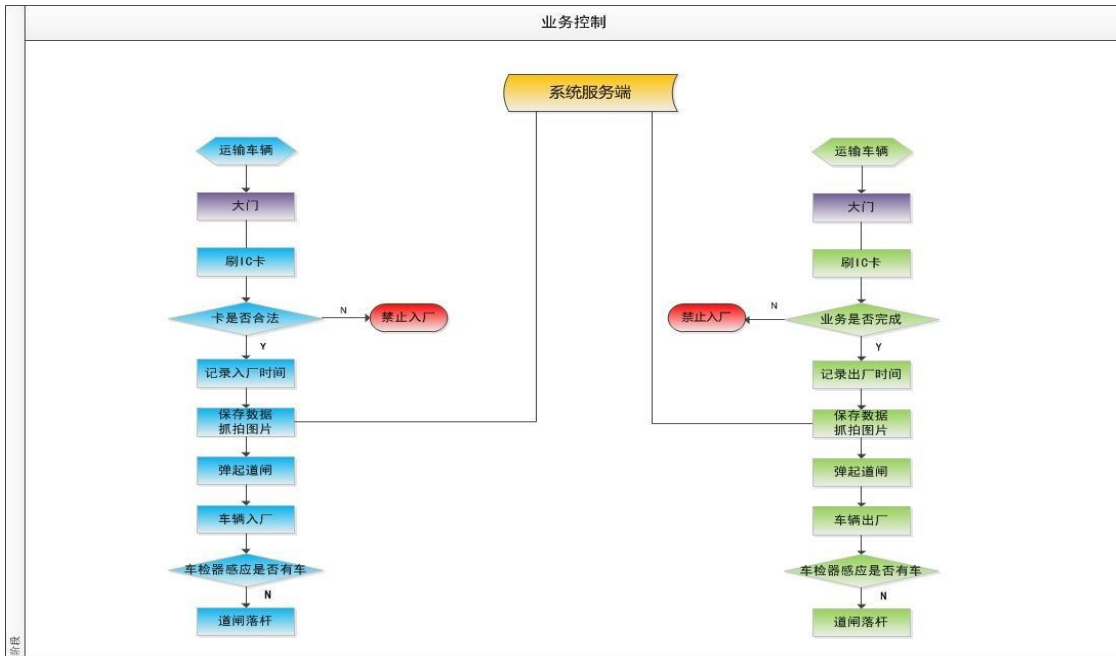 业务控制
系统服务端
运输车辆
大门
刷IC卡
卡是否合法
N
禁止入厂
Y
记录入厂时间
保存数据
抓拍图片
弹起道闸
车辆入厂
车检器感应是否有车
N
道闸落杆
运输车辆
大门
刷IC卡
业务是否完成
N
禁止入厂
Y
记录出厂时间
保存数据
抓拍图片
弹起道闸
车辆出厂
车检器感应是否有车
N
道闸落杆
阶段